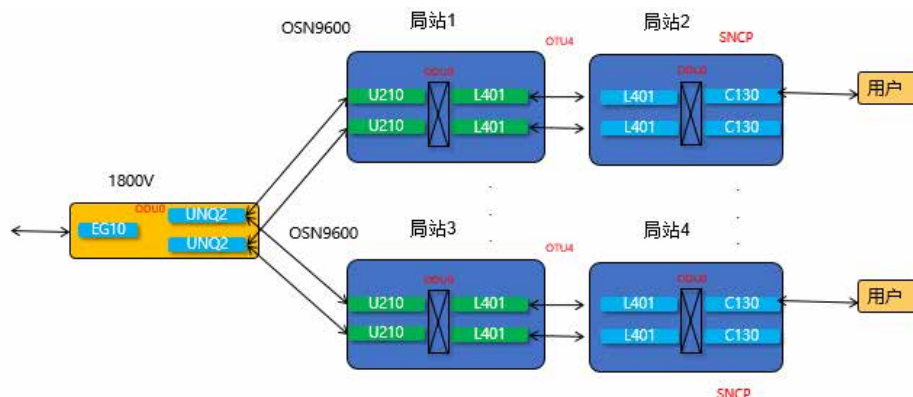 局站1
局站2
OSN9600
SNCP
OTU4
ODU0
ODU0
U210
L401
L401
C130
用户
U210
L401
L401
C130
1800V
ODU0
UNQ2
EG10
UNQ2
局站3
局站4
OSN9600
OTU4
ODU0
ODU0
U210
L401
L401
C130
用户
U210
L401
L401
C130
SNCP